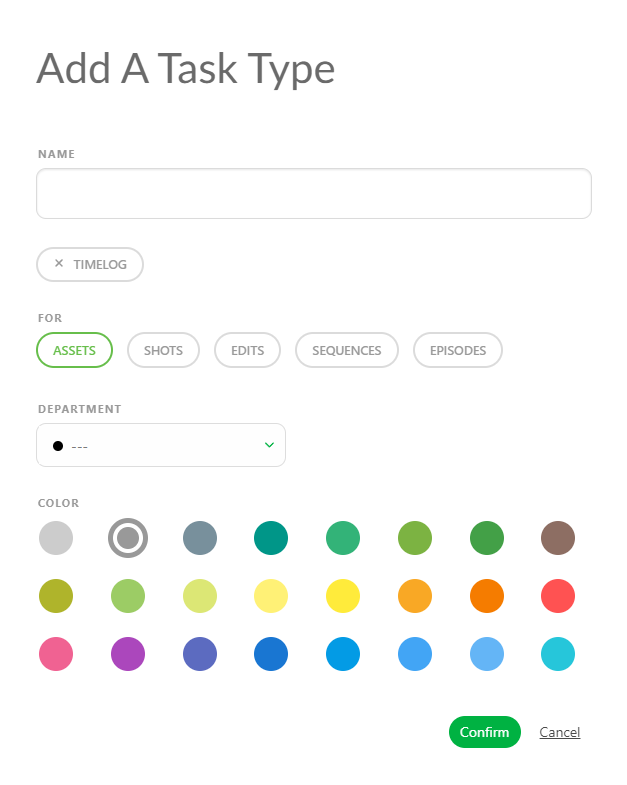 Add A Task Type
NAME
× TIMELOG
FOR
ASSETS SHOTS EDITS SEQUENCES EPISODES
DEPARTMENT
---
COLOR
Confirm Cancel